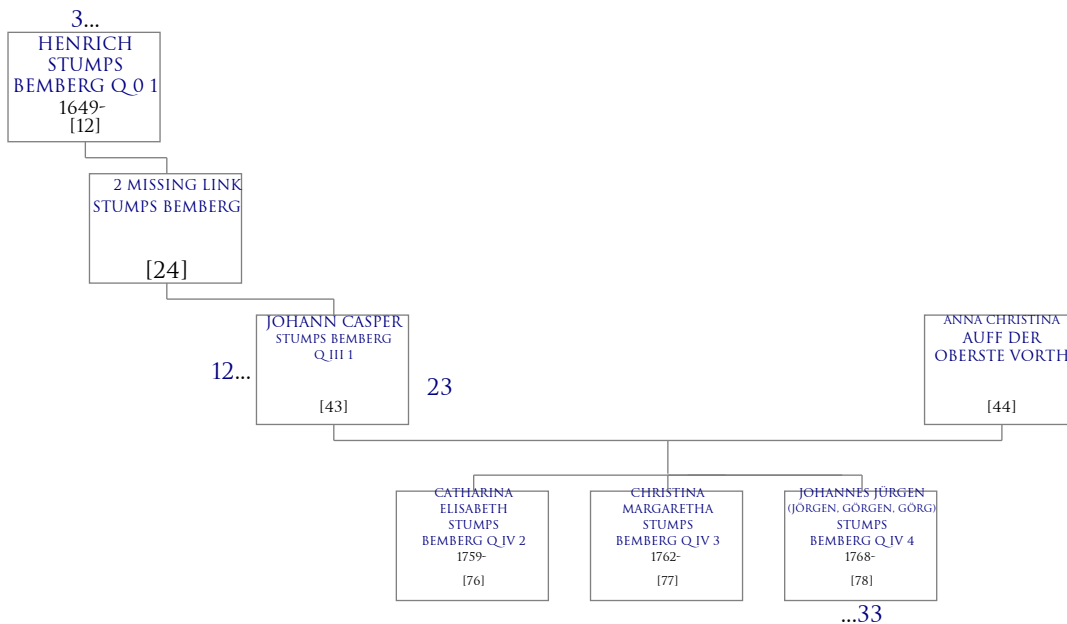 3...
HENRICH
STUMPS
BEMBERG Q 0 1
1649-
[12]
2 MISSING LINK
STUMPS BEMBERG
[24]
JOHANN CASPER
STUMPS BEMBERG
Q III 1
[43]
12...
23
ANNA CHRISTINA
AUFF DER
OBERSTE VORTH
[44]
CATHARINA
ELISABETH
STUMPS
BEMBERG Q IV 2
1759-
[76]
CHRISTINA
MARGARETHA
STUMPS
BEMBERG Q IV 3
1762-
[77]
JOHANNES JÜRGEN
(JÖRGEN, GÖRGEN, GÖRG)
STUMPS
BEMBERG Q IV 4
1768-
[78]
...33